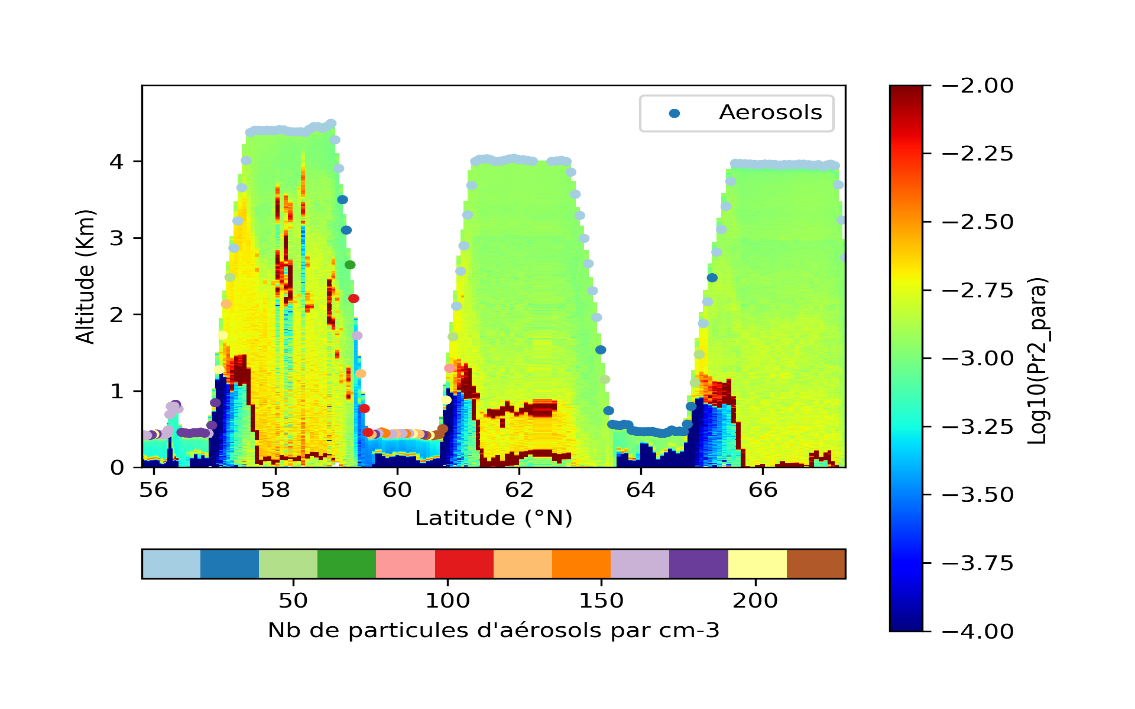 Aerosols
4
3
2
1
0
Altitude (Km)
56 58 60 62 64 66
Latitude (°N)
50 100 150 200
Nb de particules d'aérosols par cm-3
−2.00
−2.25
−2.50
−2.75
−3.00
−3.25
−3.50
−3.75
−4.00
Log10(Pr2_para)